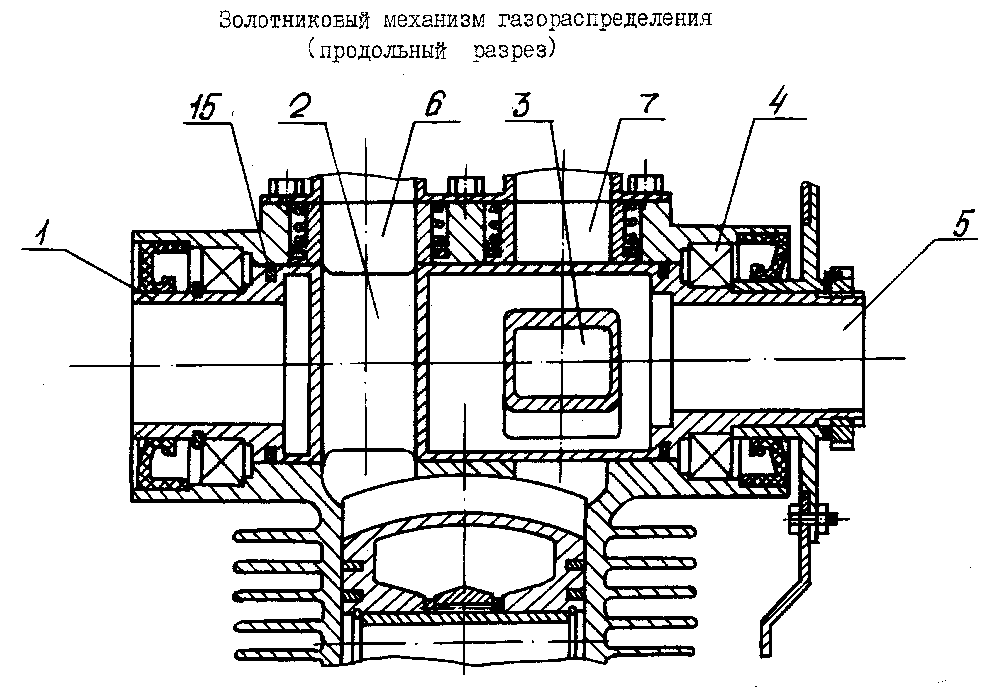 Золотниковый механизм газораспределения
(продольный разрез)
15 2 6 3 7 4
1 5